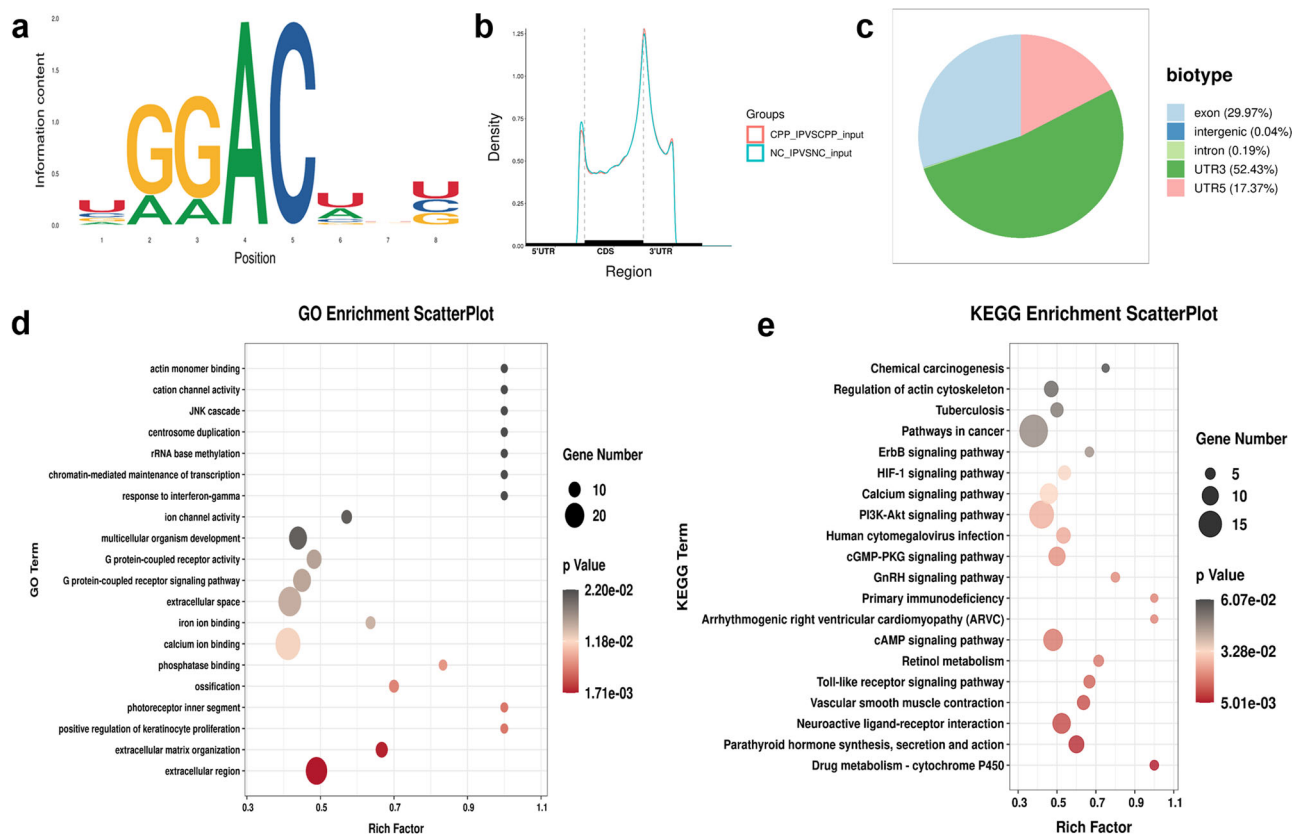 a
Information content
2.0
1.5
1.0
0.5
0.0
U
C
G
A
G
A
G
A
A
C
U
A
C
G
U
C
G
1 2 3 4 5 6 7 8
Position
b
Density
1.25
1.00
0.75
0.50
0.25
0.00
5'UTR CDS 3'UTR
Region
Groups
CPP_IPVSCPP_input
NC_IPVSNC_input
c
biotype
exon (29.97%)
intergenic (0.04%)
intron (0.19%)
UTR3 (52.43%)
UTR5 (17.37%)
d
GO Enrichment ScatterPlot
GO Term
actin monomer binding
cation channel activity
JNK cascade
centrosome duplication
rRNA base methylation
chromatin-mediated maintenance of transcription
response to interferon-gamma
ion channel activity
multicellular organism development
G protein-coupled receptor activity
G protein-coupled receptor signaling pathway
extracellular space
iron ion binding
calcium ion binding
phosphatase binding
ossification
photoreceptor inner segment
positive regulation of keratinocyte proliferation
extracellular matrix organization
extracellular region
0.3 0.5 0.7 0.9 1.1
Rich Factor
Gene Number
10
20
p Value
2.20e-02
1.18e-02
1.71e-03
e
KEGG Enrichment ScatterPlot
KEGG Term
Chemical carcinogenesis
Regulation of actin cytoskeleton
Tuberculosis
Pathways in cancer
ErbB signaling pathway
HIF-1 signaling pathway
Calcium signaling pathway
PI3K-Akt signaling pathway
Human cytomegalovirus infection
cGMP-PKG signaling pathway
GnRH signaling pathway
Primary immunodeficiency
Arrhythmogenic right ventricular cardiomyopathy (ARVC)
cAMP signaling pathway
Retinol metabolism
Toll-like receptor signaling pathway
Vascular smooth muscle contraction
Neuroactive ligand-receptor interaction
Parathyroid hormone synthesis, secretion and action
Drug metabolism - cytochrome P450
0.3 0.5 0.7 0.9 1.1
Rich Factor
Gene Number
5
10
15
p Value
6.07e-02
3.28e-02
5.01e-03